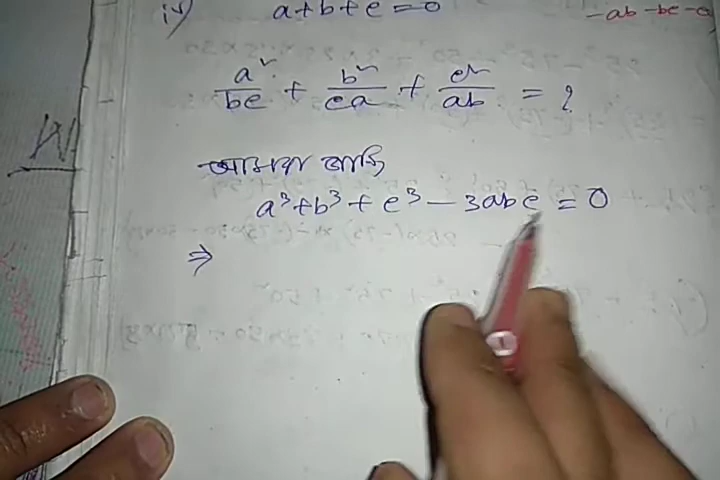 iv) a+b+c=0
-ab-bc-c
a²/bc + b²/ca + c²/ab = ?
আমরা জানি
a³+b³+c³-3abc=0
⇒